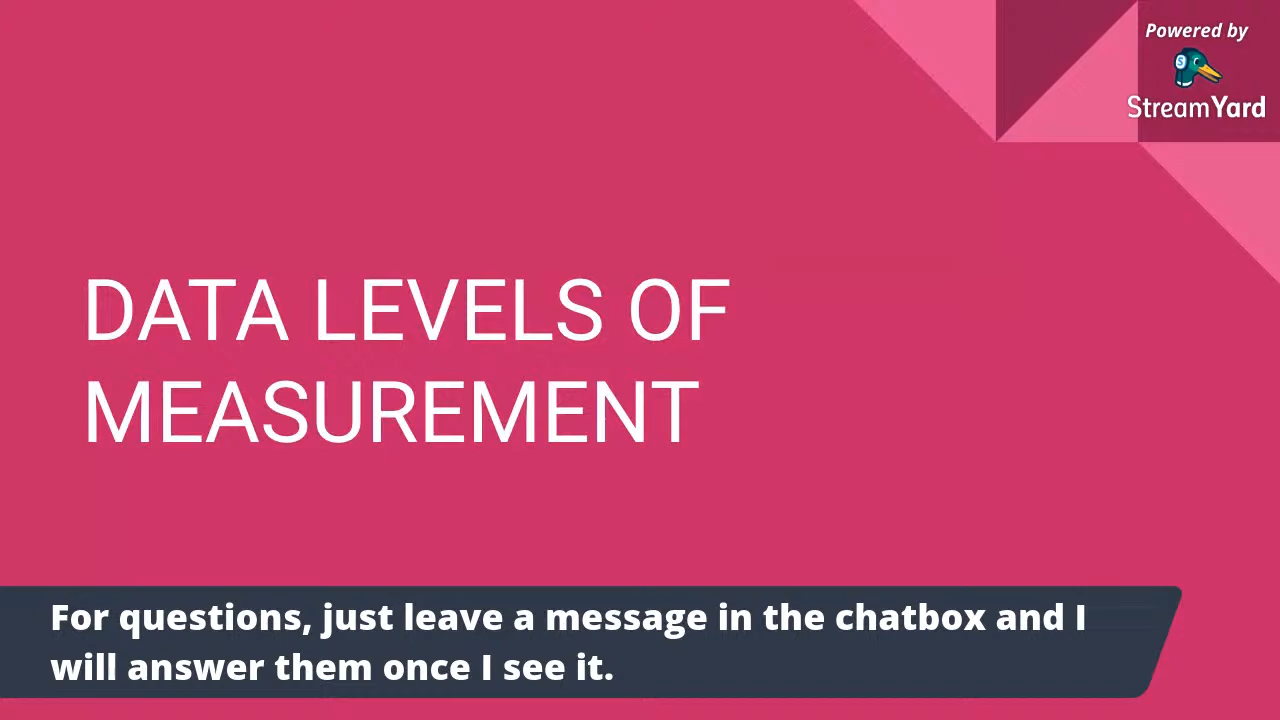 Powered by
StreamYard
DATA LEVELS OF
MEASUREMENT
For questions, just leave a message in the chatbox and I
will answer them once I see it.